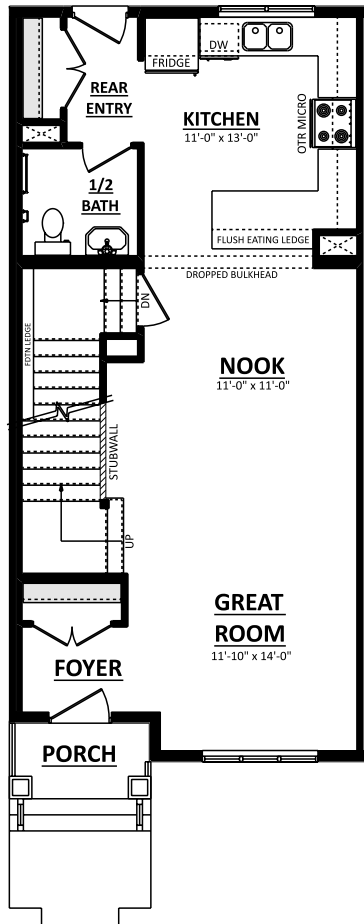 FRIDGE
DW
REAR
ENTRY
KITCHEN
11'-0" x 13'-0"
OTR MICRO
1/2
BATH
FLUSH EATING LEDGE
DROPPED BULKHEAD
DN
FDTN LEDGE
NOOK
11'-0" x 11'-0"
N
STUBWALL
UP
GREAT
ROOM
11'-10" x 14'-0"
FOYER
PORCH